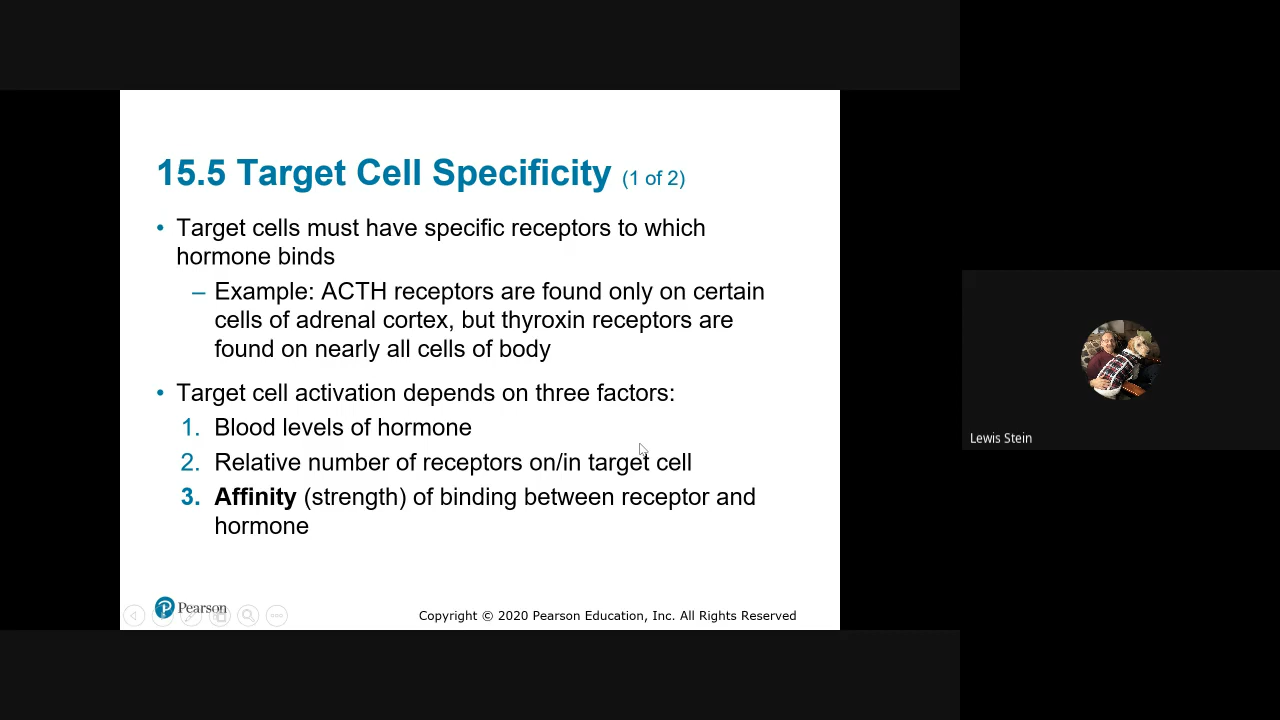 15.5 Target Cell Specificity (1 of 2)
• Target cells must have specific receptors to which
hormone binds
– Example: ACTH receptors are found only on certain
cells of adrenal cortex, but thyroxin receptors are
found on nearly all cells of body
• Target cell activation depends on three factors:
1. Blood levels of hormone
2. Relative number of receptors on/in target cell
3. Affinity (strength) of binding between receptor and
hormone
Pearson
Copyright © 2020 Pearson Education, Inc. All Rights Reserved
Lewis Stein